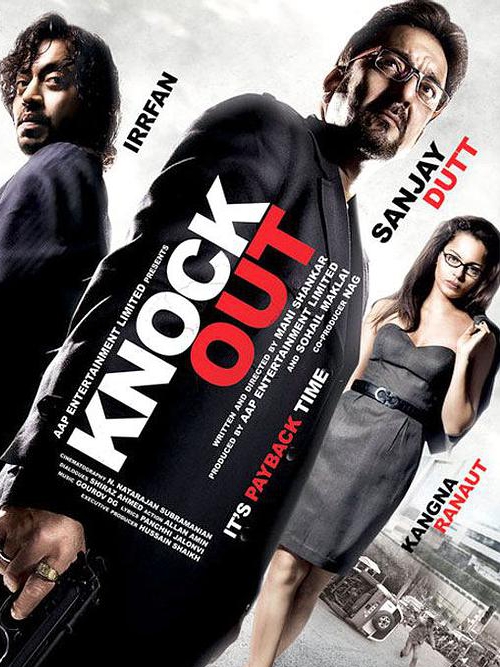 IRRFAN
SANJAY
DUTT
AAP ENTERTAINMENT LIMITED PRESENTS
KNOCK
OUT
WRITTEN AND DIRECTED BY MANI SHANKAR
PRODUCED BY AAP ENTERTAINMENT LIMITED
AND SOHAIL MAKLAI
CO-PRODUCER NAG
IT'S PAYBACK TIME
CINEMATOGRAPHY N. NATARAJAN SUBRAMANIAN
DIALOGUES SHIRAZ AHMED ACTION ALLAN AMIN
MUSIC GOUROV DG LYRICS PANCHHI JALONVI
EXECUTIVE PRODUCER HUSSAIN SHAIKH
KANGNA
RANAUT